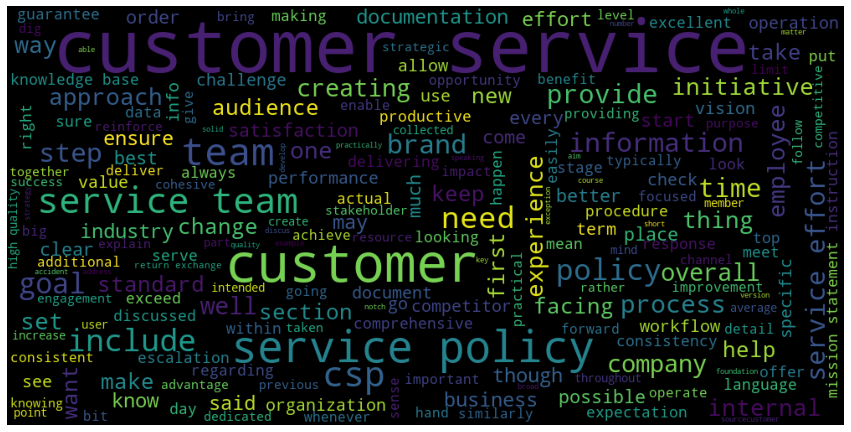 guarantee
order
bring
making
documentation
effort
level
excellent
operation
dig
able
whole
number
matter
way
customer service
strategic
take
put
knowledge base
challenge
allow
opportunity
benefit
limit
creating
new
provide
initiative
approach
info
data
give
enable
use
productive
every
providing
vision
competitive
right
sure
audience
reinforce
solid
collected
start
purpose
follow
ensure
satisfaction
one
brand
come
information
employee
instruction
step
best
team
practically
develop
speaking
delivering
impact
easily
stage
typically
aim
look
together
deliver
always
performance
keep
happen
experience
better
check
focused
time
success
value
cohesive
actual
much
course
exception
member
service team
stakeholder
need
procedure
thing
high quality
strategy
big
industry
change
create
may
first
term
place
response
clear
explain
part
achieve
resource
looking
mean
channel
top
additional
discus
quality
customer
key
practical
short
mind
meet
serve
policy
overall
specific
service effort
goal
accident
address
return exchange
example
engagement
exceed
intended
going
document
competitor
rather
improvement
standard
well
section
go
facing
process
mission statement
set
user
discussed
notch
within
taken
comprehensive
forward
consistency
version
average
detail
increase
include
service policy
workflow
consistent
escalation
csp
though
company
help
offer
language
see
want
regarding
advantage
previous
important
throughout
foundation
make
sense
business
possible
operate
knowing
know
said
organization
broad
expectation
internal
point
bit
day
dedicated
whenever
hand
similarly
sourcecustomer